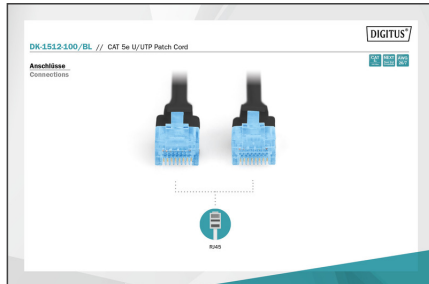 DIGITUS®
DK-1512-100/BL // CAT 5e U/UTP Patch Cord
Anschlüsse
Connections
RJ45